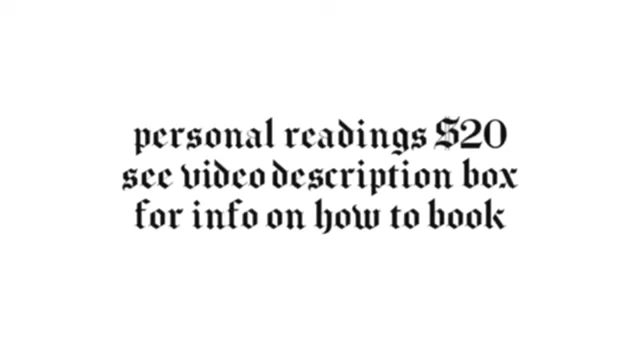 personal readings $20
see video description box
for info on how to book